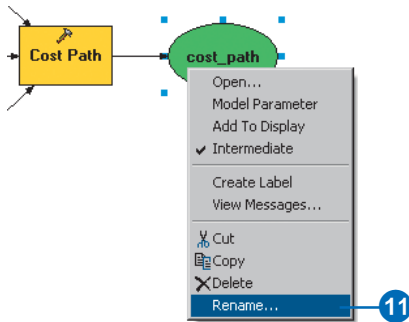 Cost Path
cost_path
Open...
Model Parameter
Add To Display
Intermediate
Create Label
View Messages...
Cut
Copy
Delete
Rename...
11